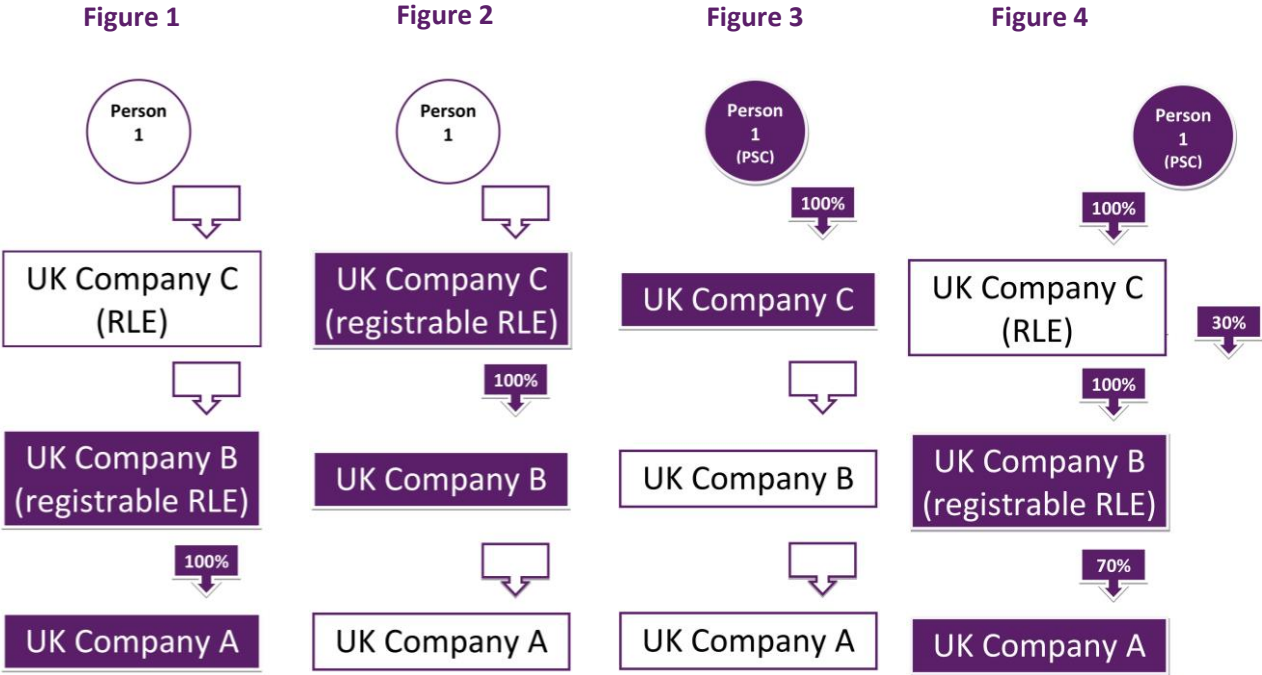 Figure 1
Person
1
UK Company C
(RLE)
UK Company B
(registrable RLE)
100%
UK Company A
Figure 2
Person
1
UK Company C
(registrable RLE)
100%
UK Company B
UK Company A
Figure 3
Person
1
(PSC)
100%
UK Company C
UK Company B
UK Company A
Figure 4
Person
1
(PSC)
100%
UK Company C
(RLE)
30%
100%
UK Company B
(registrable RLE)
70%
UK Company A